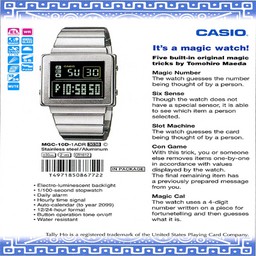 CASIO
It's a magic watch!
Five built-in original magic
tricks by Tomohiro Maeda
Magic Number
The watch guesses the number
being thought of by a person.
Six Sense
Though the watch does not
have a special sensor, it is able
to see which item a person
selected.
Slot Machine
The watch guesses the card
being thought of by a person.
Con Game
With this trick, you or someone
else removes items one-by-one
in accordance with values
displayed by the watch.
The final remaining item has
a previously prepared message
from you.
Magic Cal
The watch uses a 4-digit
number written on a piece for
fortunetelling and then guesses
what it is.
SU 30
10:58 50
MGC-10D-1ADR 3034
Stainless steel/Aluminum
T4971850867722
IN PACKAGE
- Electro-luminescent backlight
- 1/100-second stopwatch
- Daily alarm
- Hourly time signal
- Auto-calendar (to year 2099)
- 12/24-hour format
- Button operation tone on/off
- Water resistant
Tally Ho is a registered trademark of the United States Playing Card Company.